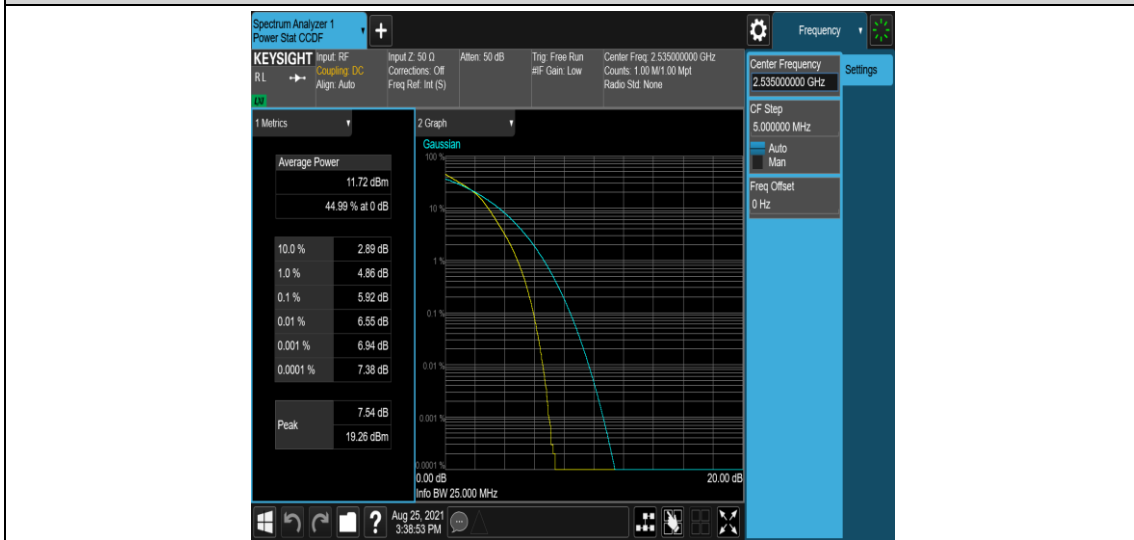 Spectrum Analyzer 1
Power Stat CCDF
+
Frequency
KEYSIGHT
RL
LXI
Input: RF
Coupling: DC
Align: Auto
Input Z: 50 Ω
Corrections: Off
Freq Ref: Int (S)
Atten: 50 dB
Trig: Free Run
#IF Gain: Low
Center Freq: 2.535000000 GHz
Counts: 1.00 M/1.00 Mpt
Radio Std: None
Center Frequency
2.535000000 GHz
Settings
CF Step
5.000000 MHz
Auto
Man
Freq Offset
0 Hz
1 Metrics
Average Power
11.72 dBm
44.99 % at 0 dB
10.0 % 2.89 dB
1.0 % 4.86 dB
0.1 % 5.92 dB
0.01 % 6.55 dB
0.001 % 6.94 dB
0.0001 % 7.38 dB
Peak 7.54 dB
19.26 dBm
2 Graph
Gaussian
100 %
10 %
1 %
0.1 %
0.01 %
0.001 %
0.0001 %
0.00 dB 20.00 dB
Info BW 25.000 MHz
? Aug 25, 2021
3:38:53 PM